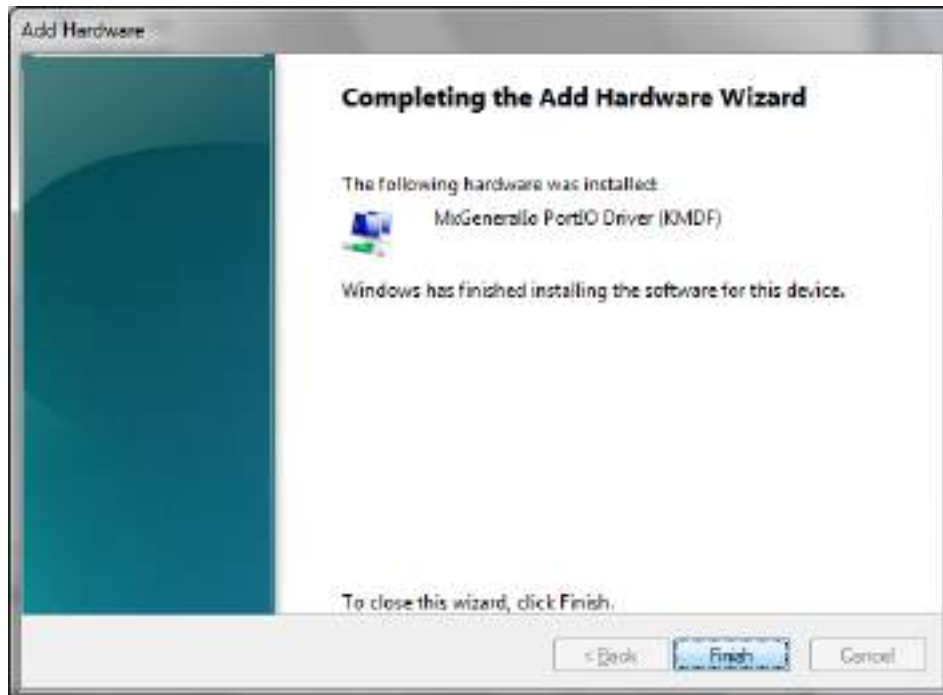 Add Hardware
Completing the Add Hardware Wizard
The following hardware was installed:
MxGeneralIo PortIO Driver (KMDF)
Windows has finished installing the software for this device.
To close this wizard, click Finish.
< Back
Finish
Cancel